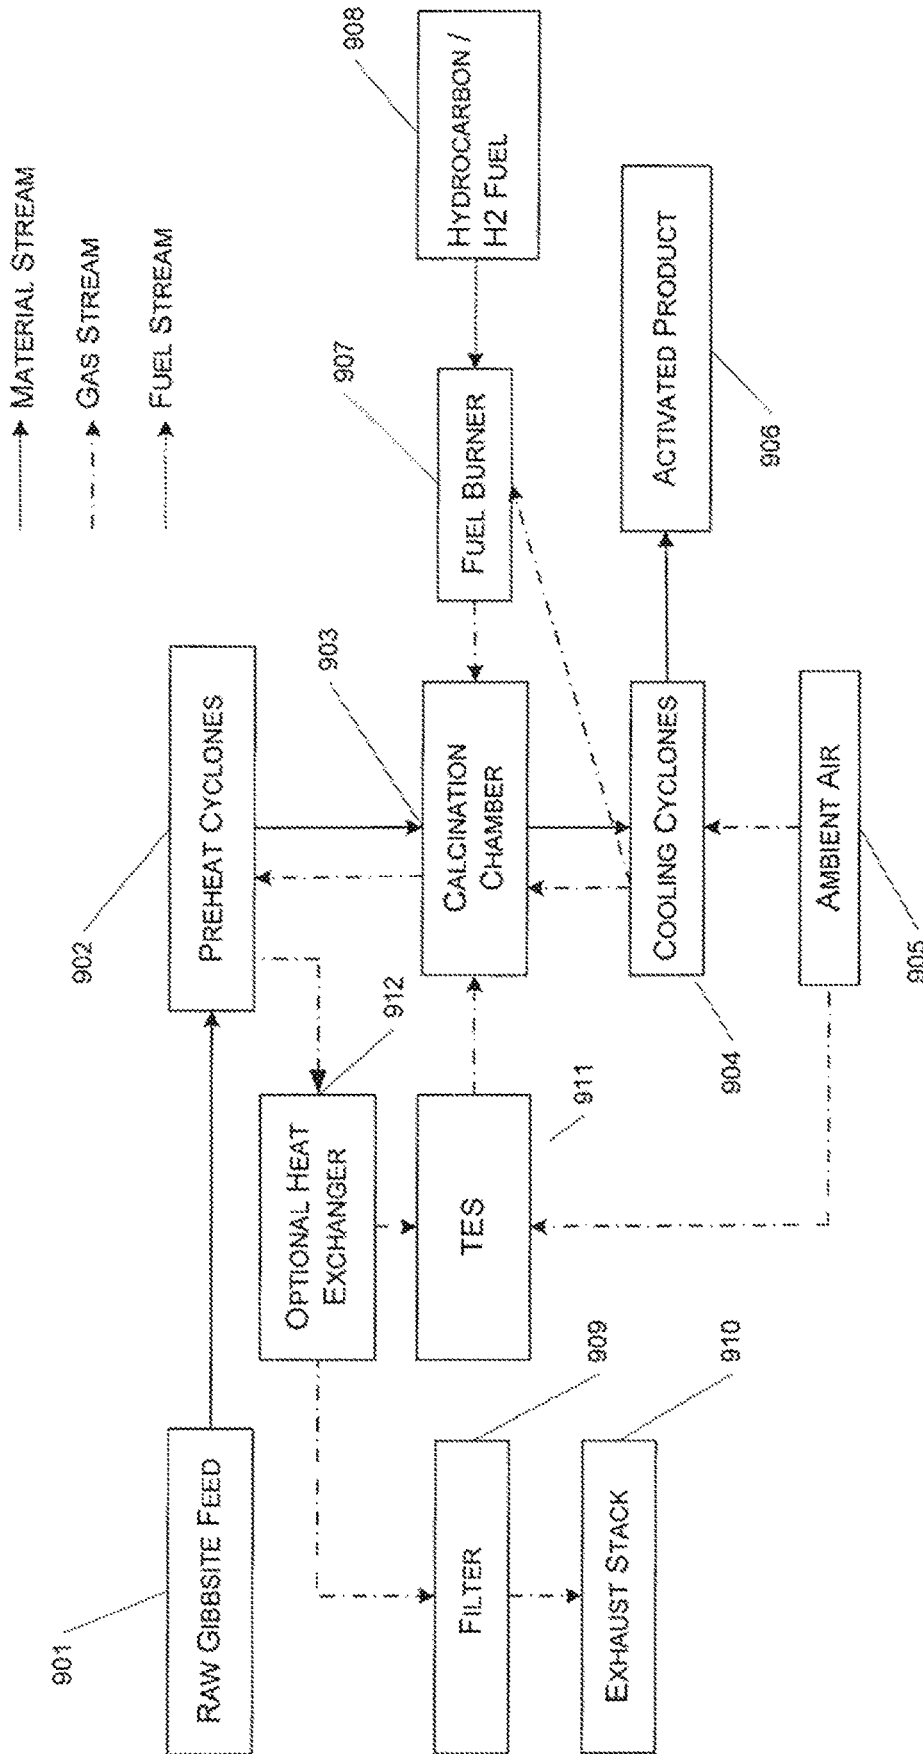 MATERIAL STREAM
GAS STREAM
FUEL STREAM
901
RAW GIBBSITE FEED
902
PREHEAT CYCLONES
912
OPTIONAL HEAT
EXCHANGER
903
CALCINATION
CHAMBER
907
FUEL BURNER
908
HYDROCARBON /
H2 FUEL
TES
911
FILTER
909
EXHAUST STACK
910
COOLING CYCLONES
904
ACTIVATED PRODUCT
906
AMBIENT AIR
905